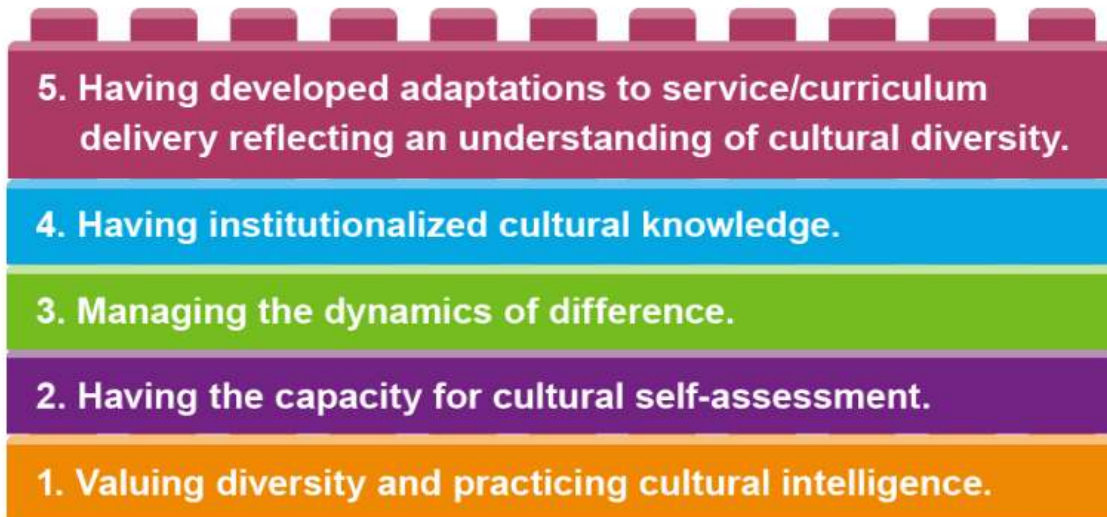 5. Having developed adaptations to service/curriculum
delivery reflecting an understanding of cultural diversity.
4. Having institutionalized cultural knowledge.
3. Managing the dynamics of difference.
2. Having the capacity for cultural self-assessment.
1. Valuing diversity and practicing cultural intelligence.